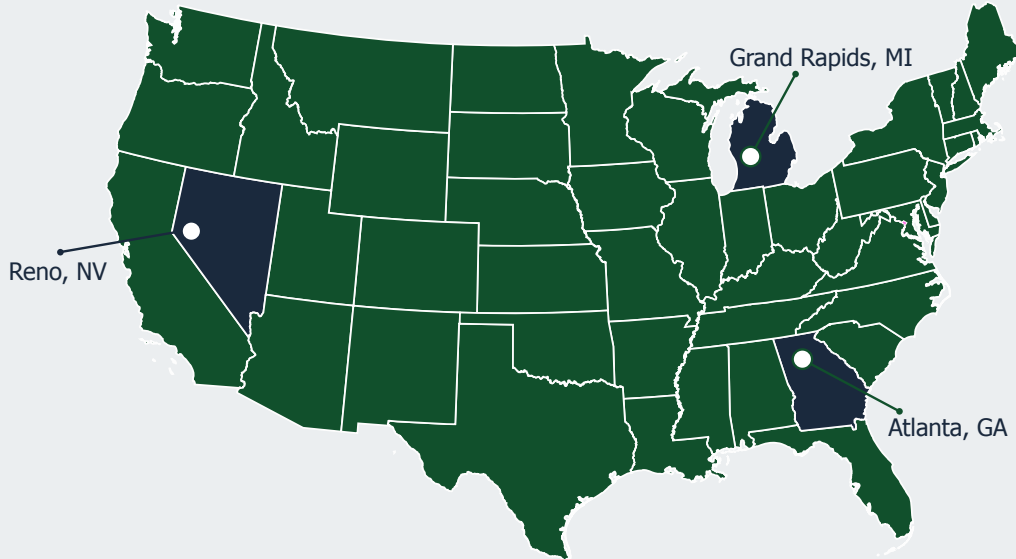 Grand Rapids, MI
Reno, NV
Atlanta, GA